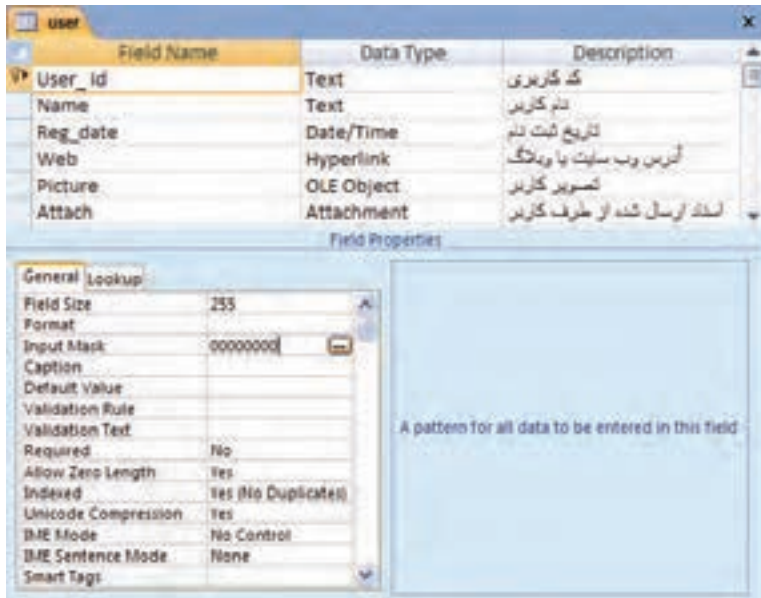 user
Field Name Data Type Description
User_Id Text کد کاربری
Name Text نام کاربر
Reg_date Date/Time تاریخ ثبت نام
Web Hyperlink آدرس وب سایت یا وبلاگ
Picture OLE Object تصویر کاربر
Attach Attachment اسناد ارسال شده از طرف کاربر
Field Properties
General Lookup
Field Size 255
Format
Input Mask 00000000
Caption
Default Value
Validation Rule
Validation Text
Required No
Allow Zero Length Yes
Indexed Yes (No Duplicates)
Unicode Compression Yes
IME Mode No Control
IME Sentence Mode None
Smart Tags
A pattern for all data to be entered in this field